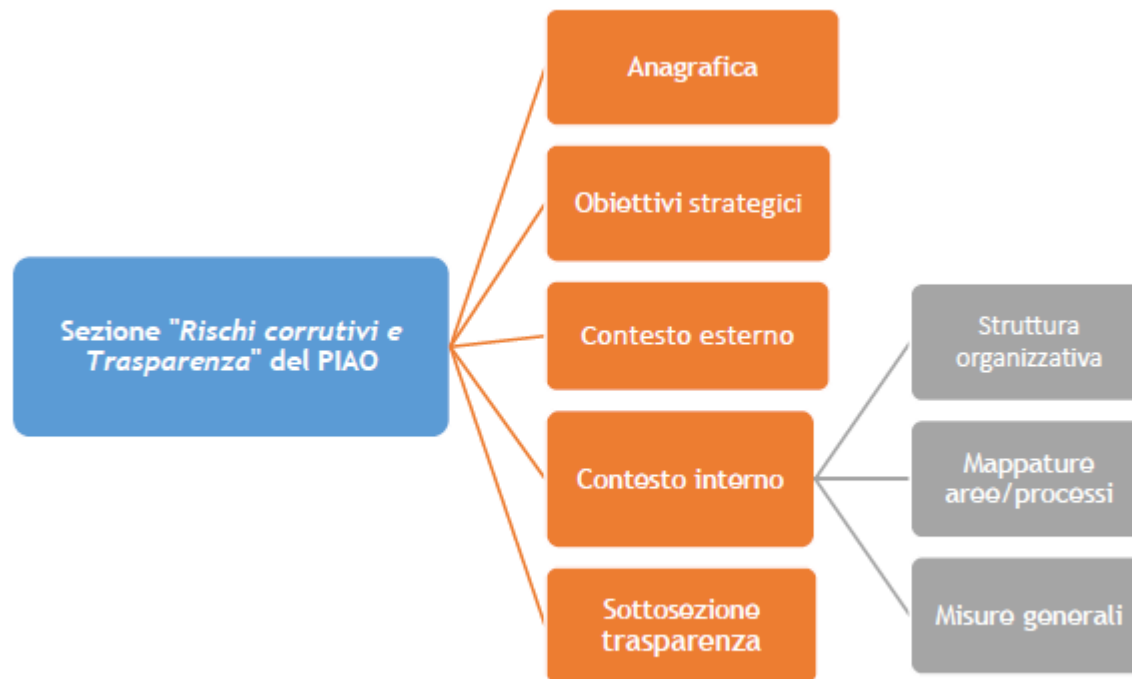 Sezione "Rischi corrutivi e
Trasparenza" del PIAO
Anagrafica
Obiettivi strategici
Contesto esterno
Contesto interno
Sottosezione
trasparenza
Struttura
organizzativa
Mappature
aree/processi
Misure generali